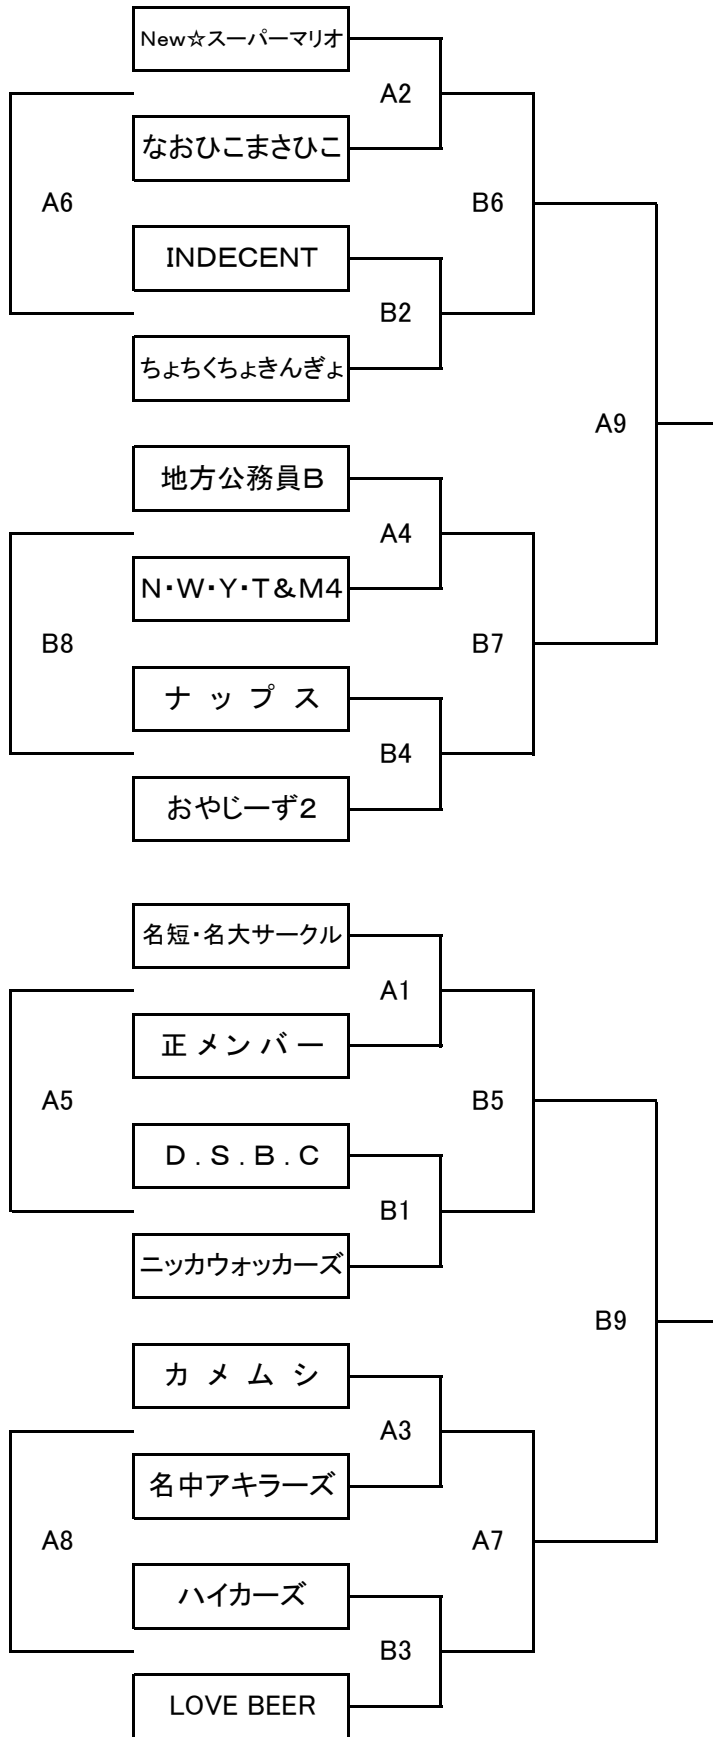 New☆スーパーマリオ
A2
なおひこまさひこ
A6
B6
INDECENT
B2
ちょちくちょきんぎょ
A9
地方公務員B
A4
N・W・Y・T&M4
B8
B7
ナップス
B4
おやじーず2
名短・名大サークル
A1
正メンバー
A5
B5
D.S.B.C
B1
ニッカウォッカーズ
B9
カメムシ
A3
名中アキラーズ
A8
A7
ハイカーズ
B3
LOVE BEER